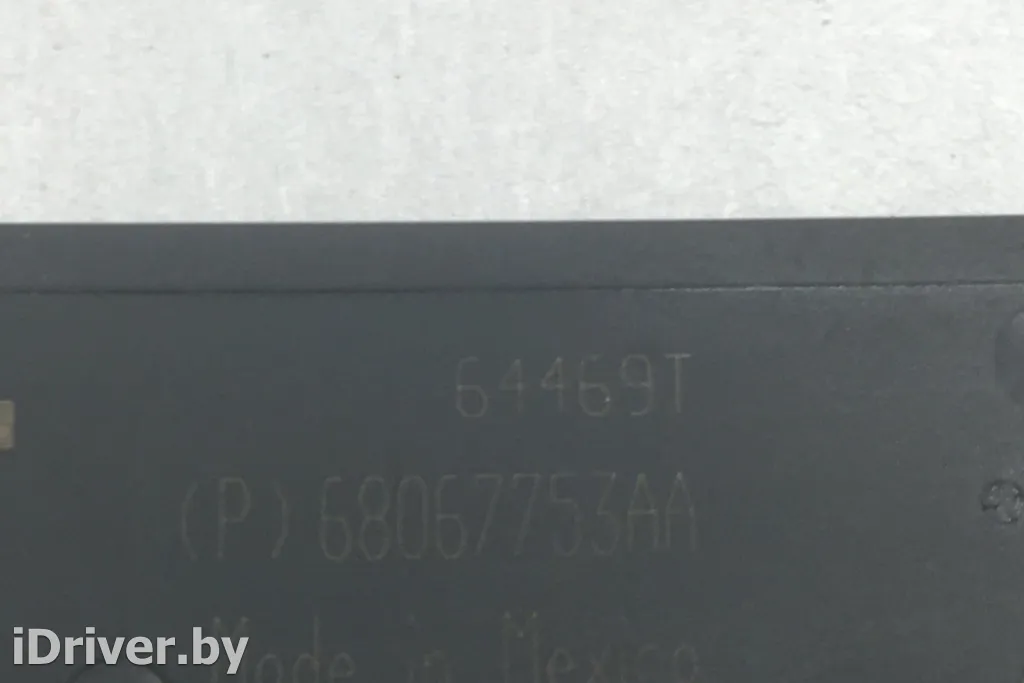 64469T
(P)68067753AA
Made in Mexico
iDriver.by